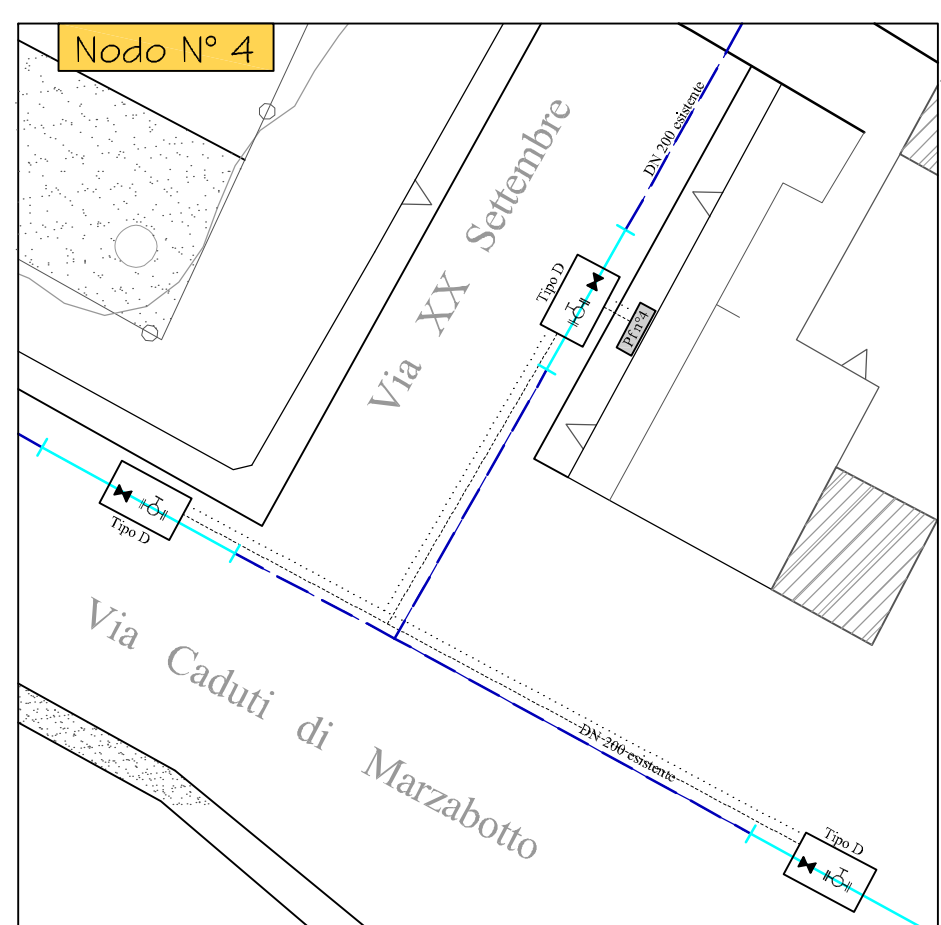 Nodo N° 4
DN 200 esistente
Via XX Settembre
Tipo D
Pf n°4
Tipo D
Via Caduti di Marzabotto
DN 200 esistente
Tipo D